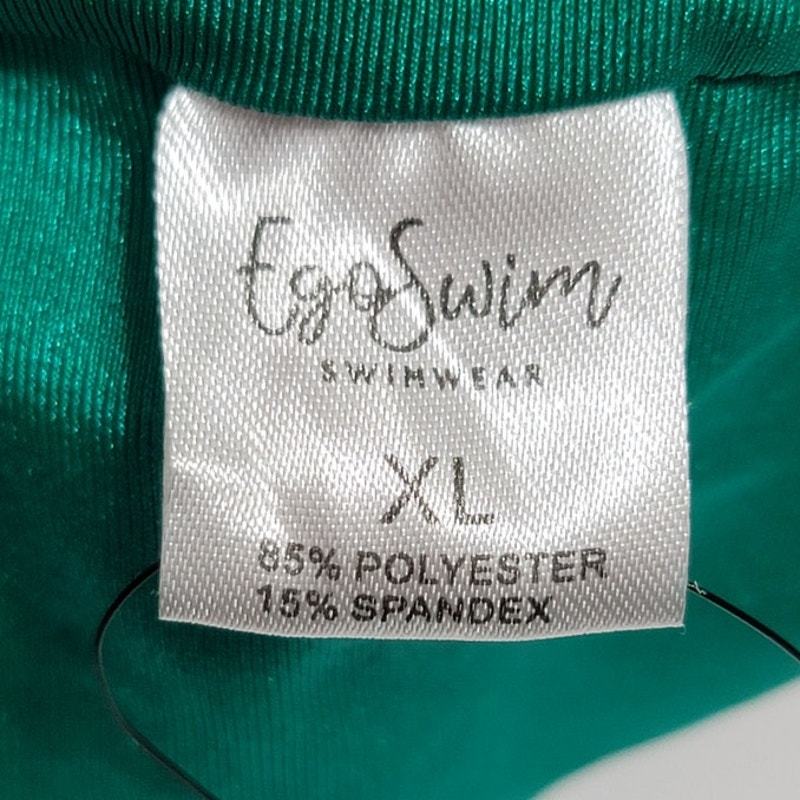 EgoSwim
SWIMWEAR
XL
85% POLYESTER
15% SPANDEX